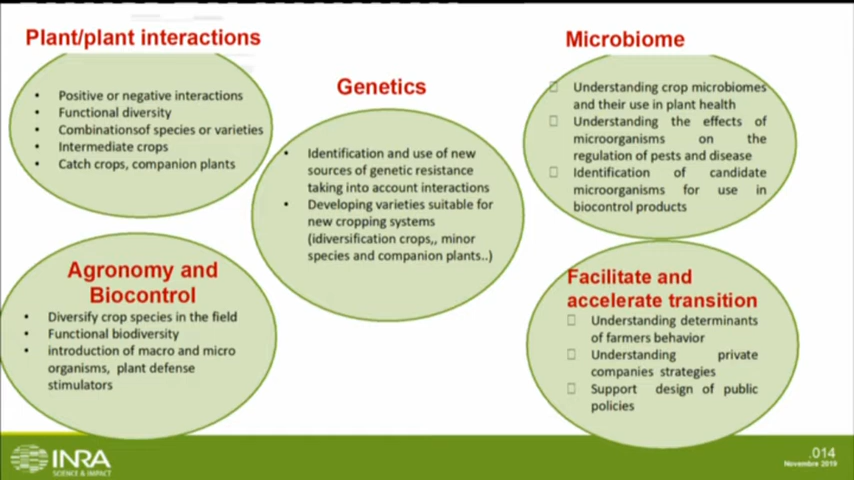 Plant/plant interactions
• Positive or negative interactions
• Functional diversity
• Combinationsof species or varieties
• Intermediate crops
• Catch crops, companion plants
Genetics
• Identification and use of new
sources of genetic resistance
taking into account interactions
• Developing varieties suitable for
new cropping systems
(idiversification crops,, minor
species and companion plants..)
Microbiome
Understanding crop microbiomes
and their use in plant health
Understanding the effects of
microorganisms on the
regulation of pests and disease
Identification of candidate
microorganisms for use in
biocontrol products
Agronomy and
Biocontrol
• Diversify crop species in the field
• Functional biodiversity
• introduction of macro and micro
organisms, plant defense
stimulators
Facilitate and
accelerate transition
Understanding determinants
of farmers behavior
Understanding private
companies strategies
Support design of public
policies
INRA
SCIENCE & IMPACT
.014
Novembre 2019